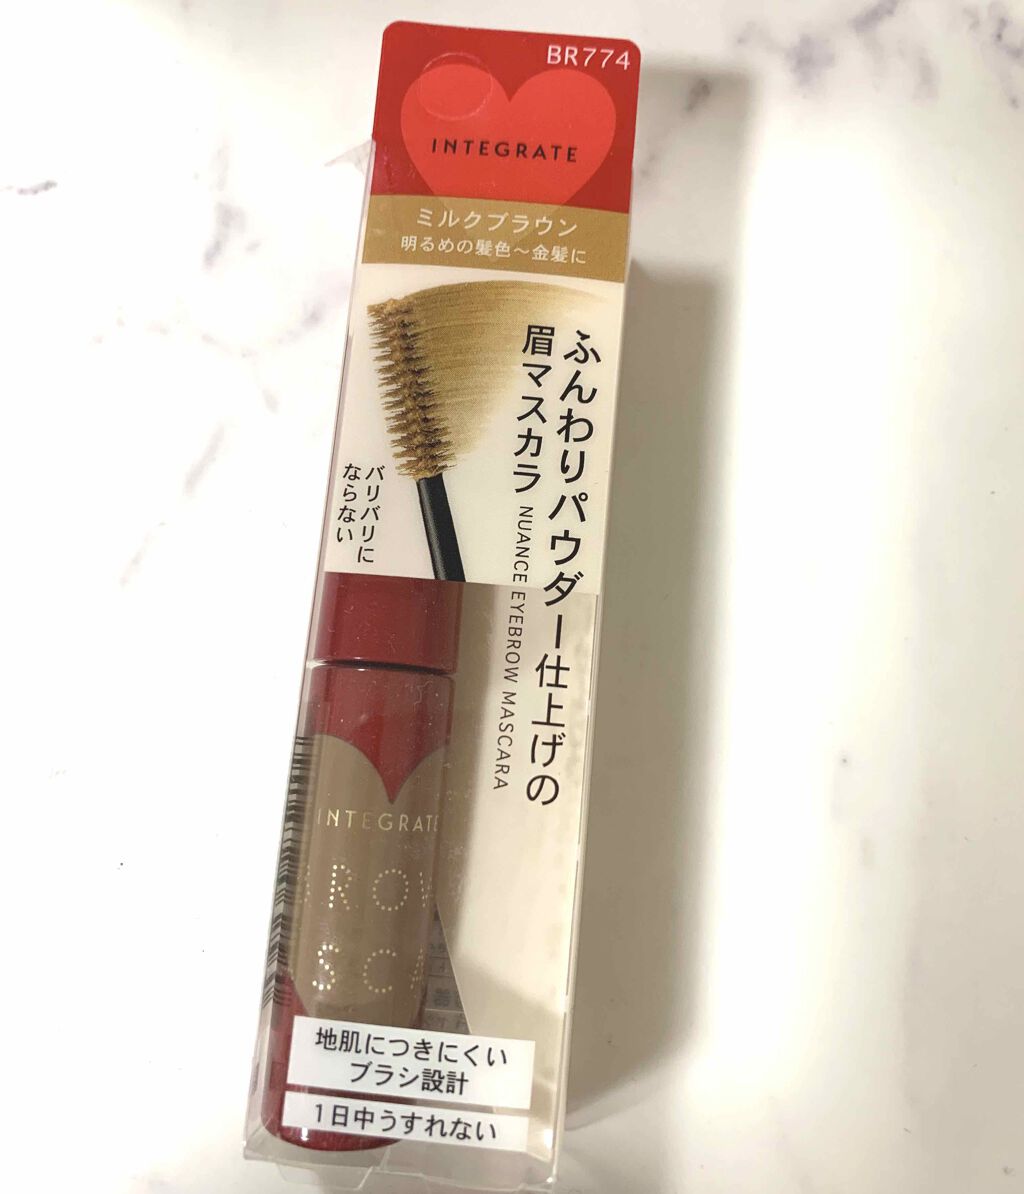 BR774
INTEGRATE
ミルクブラウン
明るめの髪色～金髪に
ふんわりパウダー仕上げの
眉マスカラ NUANCE EYEBROW MASCARA
バリバリに
ならない
INTEGRATE
地肌につきにくい
ブラシ設計
1日中うすれない